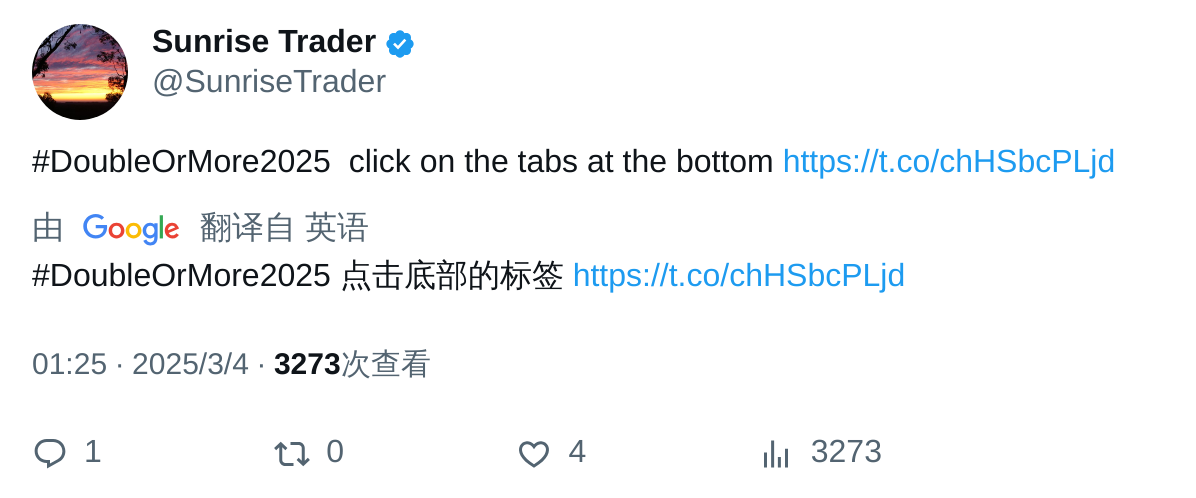 Sunrise Trader
@SunriseTrader
#DoubleOrMore2025  click on the tabs at the bottom https://t.co/chHSbcPLjd
由 Google 翻译自 英语
#DoubleOrMore2025 点击底部的标签 https://t.co/chHSbcPLjd
01:25 · 2025/3/4 · 3273次查看
1 0 4 3273